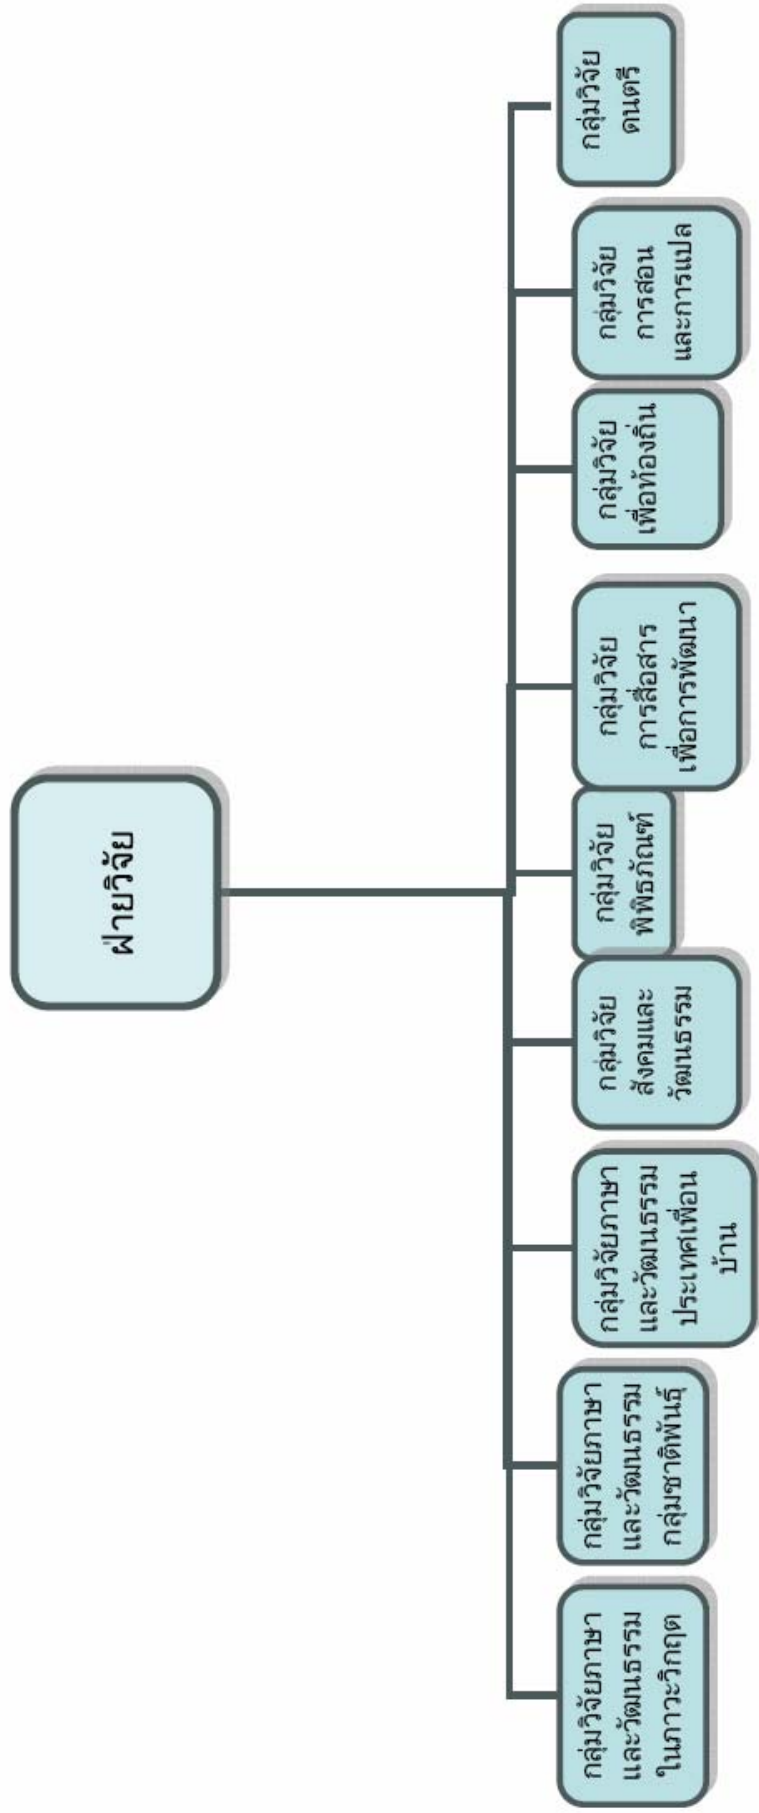 ฝ่ายวิจัย
กลุ่มวิจัยภาษา
และวัฒนธรรม
ในภาวะวิกฤต
กลุ่มวิจัยภาษา
และวัฒนธรรม
กลุ่มชาติพันธุ์
กลุ่มวิจัยภาษา
และวัฒนธรรม
ประเทศเพื่อน
บ้าน
กลุ่มวิจัย
สังคมและ
วัฒนธรรม
กลุ่มวิจัย
พิพิธภัณฑ์
กลุ่มวิจัย
การสื่อสาร
เพื่อการพัฒนา
กลุ่มวิจัย
เพื่อท้องถิ่น
กลุ่มวิจัย
การสอน
และการแปล
กลุ่มวิจัย
ดนตรี